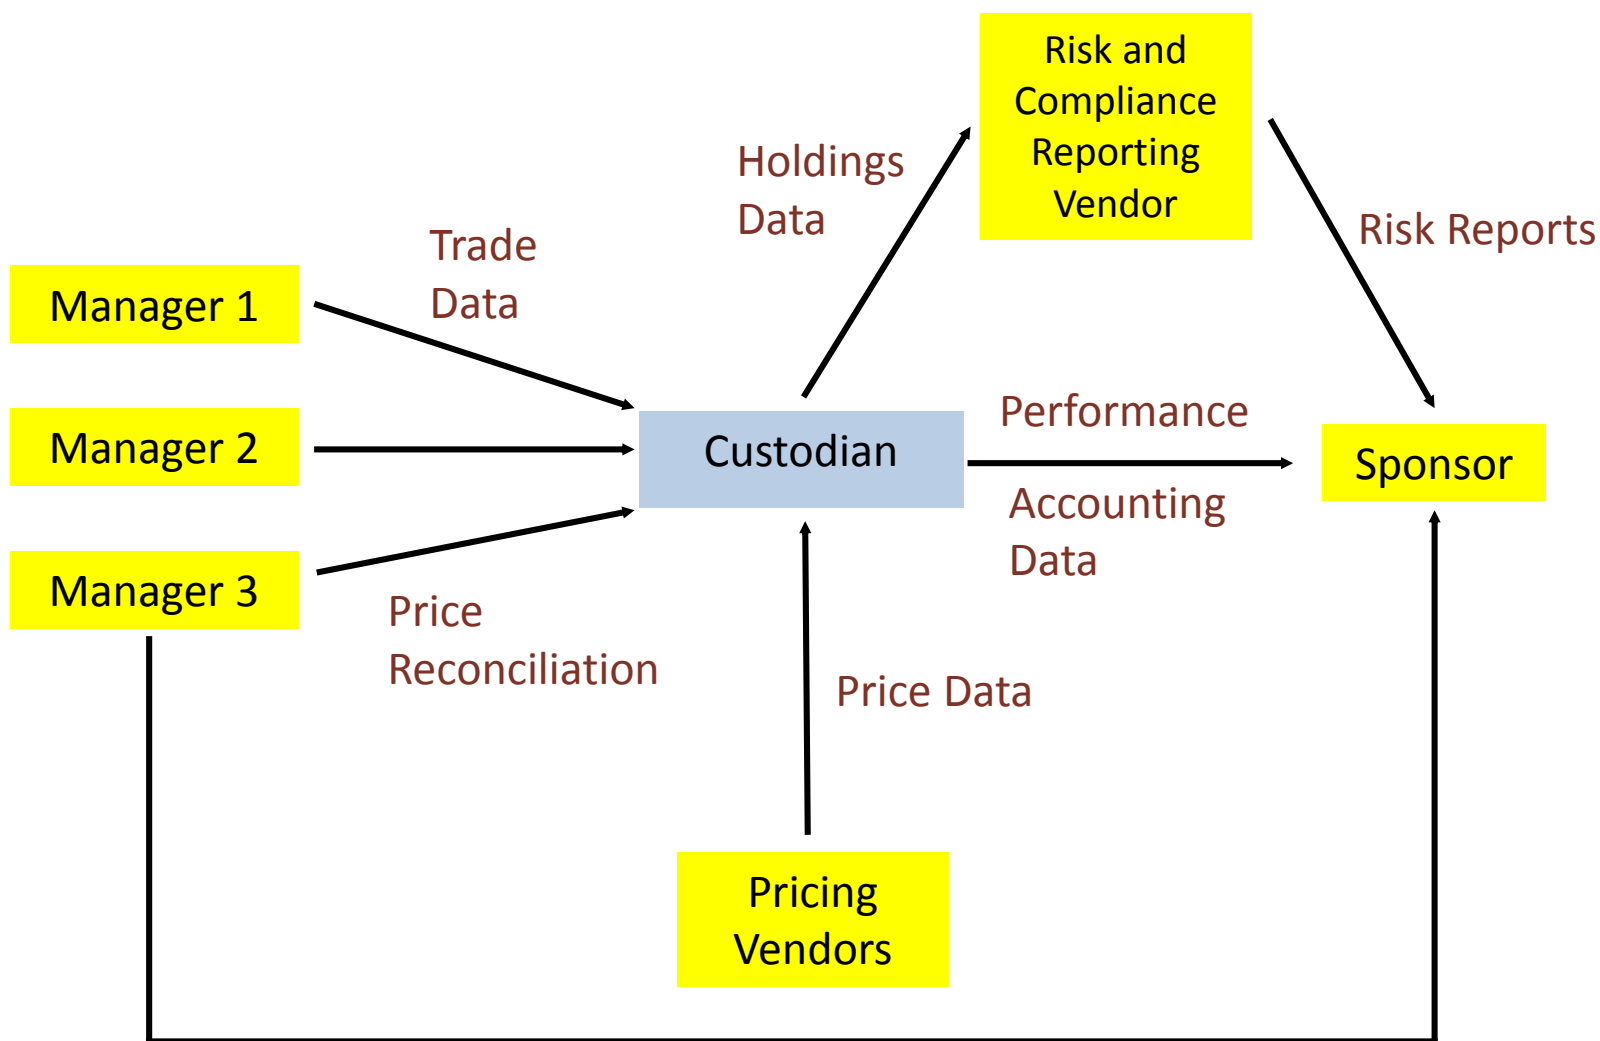 Risk and
Compliance
Reporting
Vendor
Holdings
Data
Risk Reports
Trade
Data
Manager 1
Manager 2
Manager 3
Custodian
Performance
Accounting
Data
Sponsor
Price
Reconciliation
Price Data
Pricing
Vendors